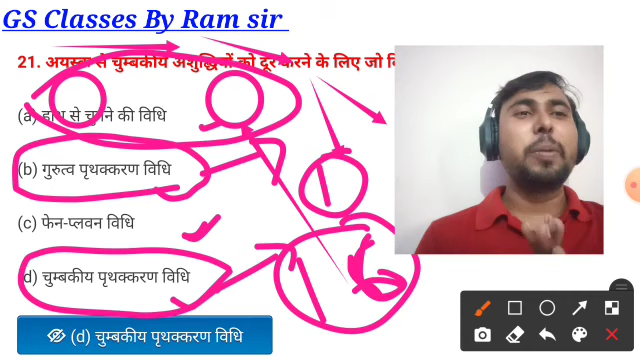 GS Classes By Ram sir
21. अयस्क से चुम्बकीय अशुद्धियों को दूर करने के लिए जो
(a) हाथ से चुनने की विधि
(b) गुरुत्व पृथक्करण विधि
(c) फेन-प्लवन विधि
(d) चुम्बकीय पृथक्करण विधि
(d) चुम्बकीय पृथक्करण विधि